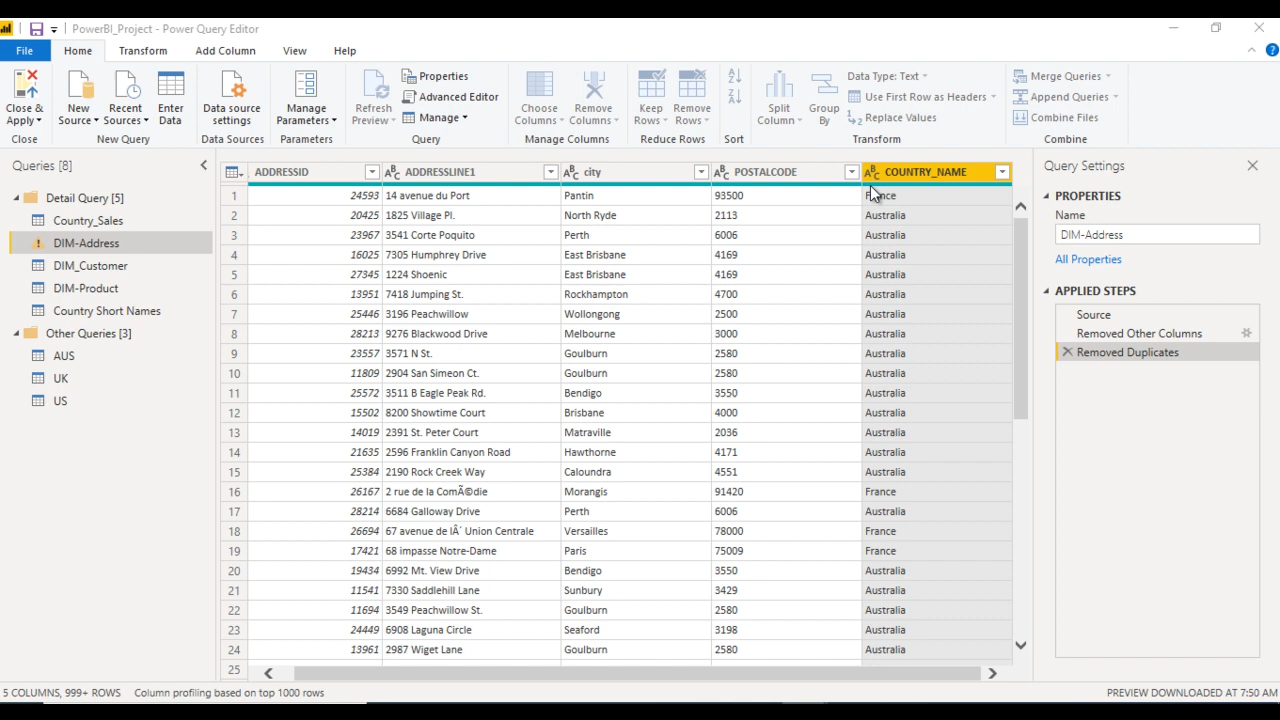 PowerBI_Project - Power Query Editor
File Home Transform Add Column View Help
Close & Apply
Close
New Source
Recent Sources
Enter Data
New Query
Data source settings
Data Sources
Manage Parameters
Parameters
Refresh Preview
Properties
Advanced Editor
Manage
Query
Choose Columns
Remove Columns
Manage Columns
Keep Rows
Remove Rows
Reduce Rows
Sort
Split Column
Group By
Data Type: Text
Use First Row as Headers
Replace Values
Transform
Merge Queries
Append Queries
Combine Files
Combine
Queries [8]
Detail Query [5]
Country_Sales
DIM-Address
DIM_Customer
DIM-Product
Country Short Names
Other Queries [3]
AUS
UK
US
ADDRESSID ADDRESSLINE1 city POSTALCODE COUNTRY_NAME
1 24593 14 avenue du Port Pantin 93500 France
2 20425 1825 Village Pl. North Ryde 2113 Australia
3 23967 3541 Corte Poquito Perth 6006 Australia
4 16025 7305 Humphrey Drive East Brisbane 4169 Australia
5 27345 1224 Shoenic East Brisbane 4169 Australia
6 13951 7418 Jumping St. Rockhampton 4700 Australia
7 25446 3196 Peachwillow Wollongong 2500 Australia
8 28213 9276 Blackwood Drive Melbourne 3000 Australia
9 23557 3571 N St. Goulburn 2580 Australia
10 11809 2904 San Simeon Ct. Goulburn 2580 Australia
11 25572 3511 B Eagle Peak Rd. Bendigo 3550 Australia
12 15502 8200 Showtime Court Brisbane 4000 Australia
13 14019 2391 St. Peter Court Matraville 2036 Australia
14 21635 2596 Franklin Canyon Road Hawthorne 4171 Australia
15 25384 2190 Rock Creek Way Caloundra 4551 Australia
16 26167 2 rue de la ComÃ©die Morangis 91420 France
17 28214 6684 Galloway Drive Perth 6006 Australia
18 26694 67 avenue de lÂ´ Union Centrale Versailles 78000 France
19 17421 68 impasse Notre-Dame Paris 75009 France
20 19434 6992 Mt. View Drive Bendigo 3550 Australia
21 11541 7330 Saddlehill Lane Sunbury 3429 Australia
22 11694 3549 Peachwillow St. Goulburn 2580 Australia
23 24449 6908 Laguna Circle Seaford 3198 Australia
24 13961 2987 Wiget Lane Goulburn 2580 Australia
25
Query Settings
PROPERTIES
Name
DIM-Address
All Properties
APPLIED STEPS
Source
Removed Other Columns
Removed Duplicates
5 COLUMNS, 999+ ROWS Column profiling based on top 1000 rows
PREVIEW DOWNLOADED AT 7:50 AM